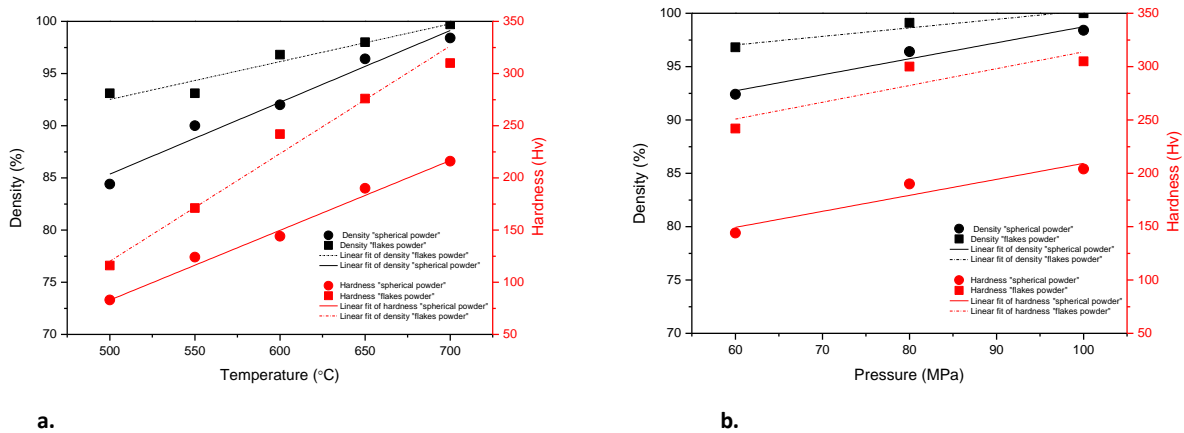 100
95
90
85
80
75
70
Density (%)
350
300
250
200
150
100
50
Hardness (Hv)
Density "spherical powder"
Density "flakes powder"
Linear fit of density "flakes powder"
Linear fit of density "spherical powder"
Hardness "spherical powder"
Hardness "flakes powder"
Linear fit of hardness "spherical powder"
Linear fit of density "flakes powder"
500 550 600 650 700
Temperature (°C)
a.
100
95
90
85
80
75
70
Density (%)
350
300
250
200
150
100
50
Hardness (Hv)
Density "spherical powder"
Density "flakes powder"
Linear fit of density "spherical powder"
Linear fit of density "flakes powder"
Hardness "spherical powder"
Hardness "flakes powder"
Linear fit of hardness "spherical powder"
Linear fit of hardness "flakes powder"
60 70 80 90 100
Pressure (MPa)
b.